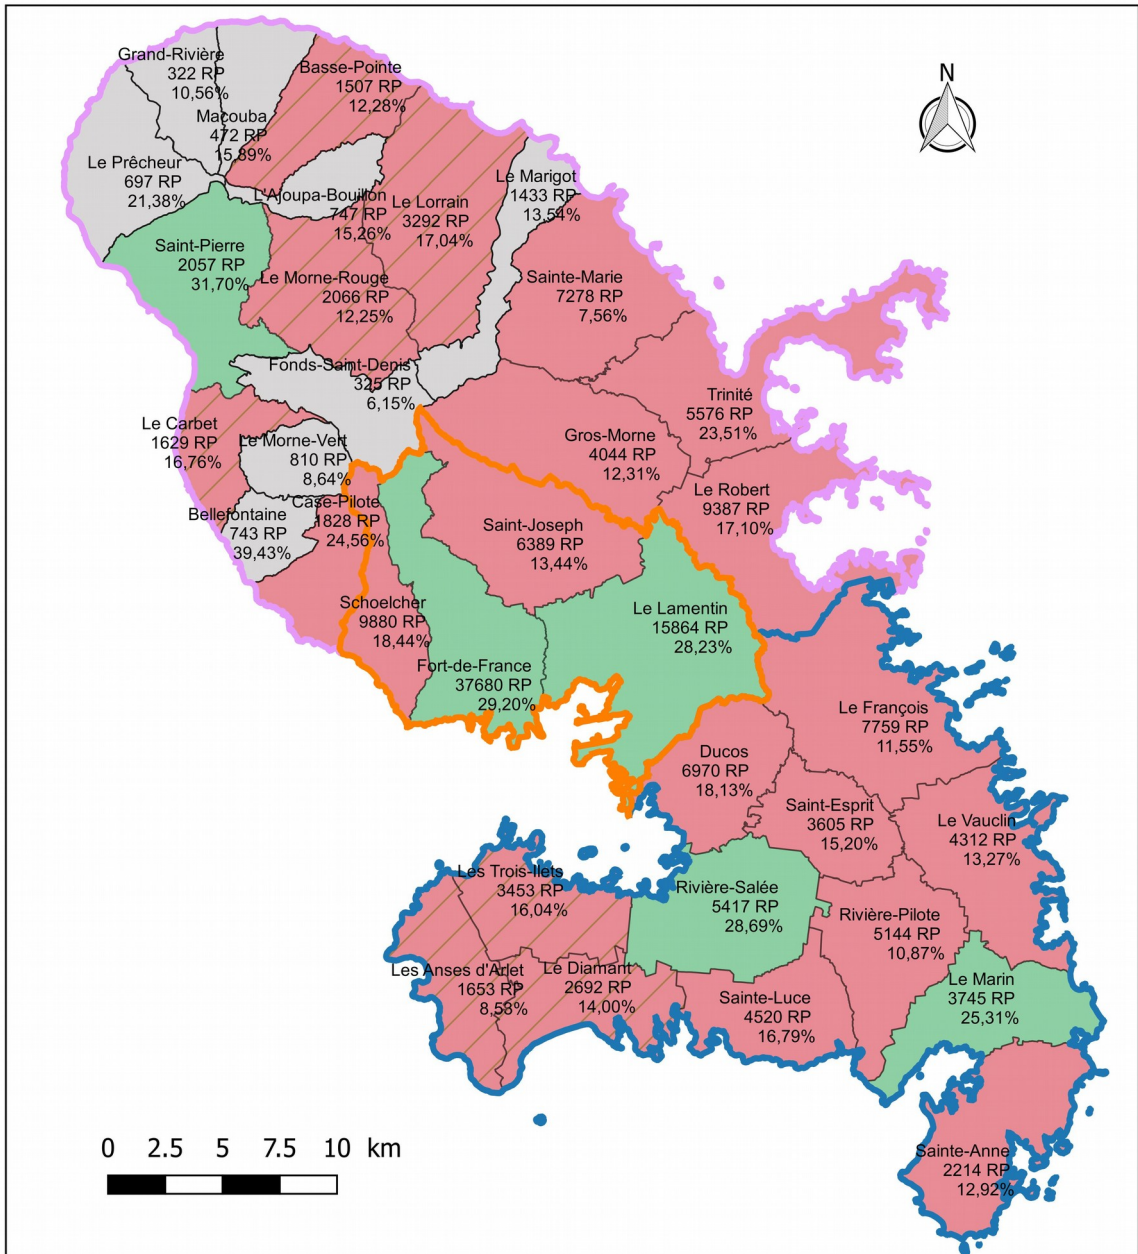 Grand-Rivière
322 RP
10,56%
Macouba
472 RP
15,89%
Le Prêcheur
697 RP
21,38%
Basse-Pointe
1507 RP
12,28%
N
L'Ajoupa-Bouillon
747 RP
15,26%
Le Lorrain
3292 RP
17,04%
Le Marigot
1433 RP
13,54%
Saint-Pierre
2057 RP
31,70%
Le Morne-Rouge
2066 RP
12,25%
Sainte-Marie
7278 RP
7,56%
Fonds-Saint-Denis
325 RP
6,15%
Trinité
5576 RP
23,51%
Le Carbet
1629 RP
16,76%
Le Morne-Vert
810 RP
8,64%
Gros-Morne
4044 RP
12,31%
Le Robert
9387 RP
17,10%
Bellefontaine
743 RP
39,43%
Case-Pilote
1828 RP
24,56%
Saint-Joseph
6389 RP
13,44%
Schoelcher
9880 RP
18,44%
Le Lamentin
15864 RP
28,23%
Fort-de-France
37680 RP
29,20%
Le François
7759 RP
11,55%
Ducos
6970 RP
18,13%
Saint-Esprit
3605 RP
15,20%
Le Vauclin
4312 RP
13,27%
Les Trois-Ilets
3453 RP
16,04%
Rivière-Salée
5417 RP
28,69%
Rivière-Pilote
5144 RP
10,87%
Les Anses d'Arlet
1653 RP
8,53%
Le Diamant
2692 RP
14,00%
Sainte-Luce
4520 RP
16,79%
Le Marin
3745 RP
25,31%
Sainte-Anne
2214 RP
12,92%
0 2.5 5 7.5 10 km